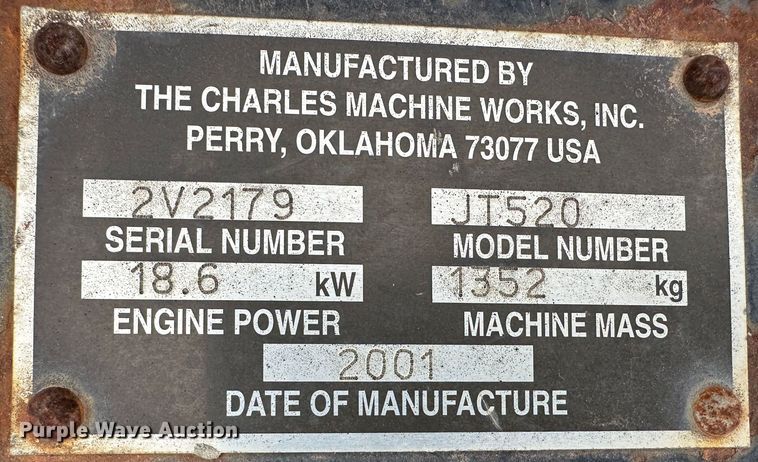 MANUFACTURED BY
THE CHARLES MACHINE WORKS, INC.
PERRY, OKLAHOMA 73077 USA
2V2179 JT520
SERIAL NUMBER MODEL NUMBER
18.6 kW 1352 kg
ENGINE POWER MACHINE MASS
2001
DATE OF MANUFACTURE
Purple Wave Auction